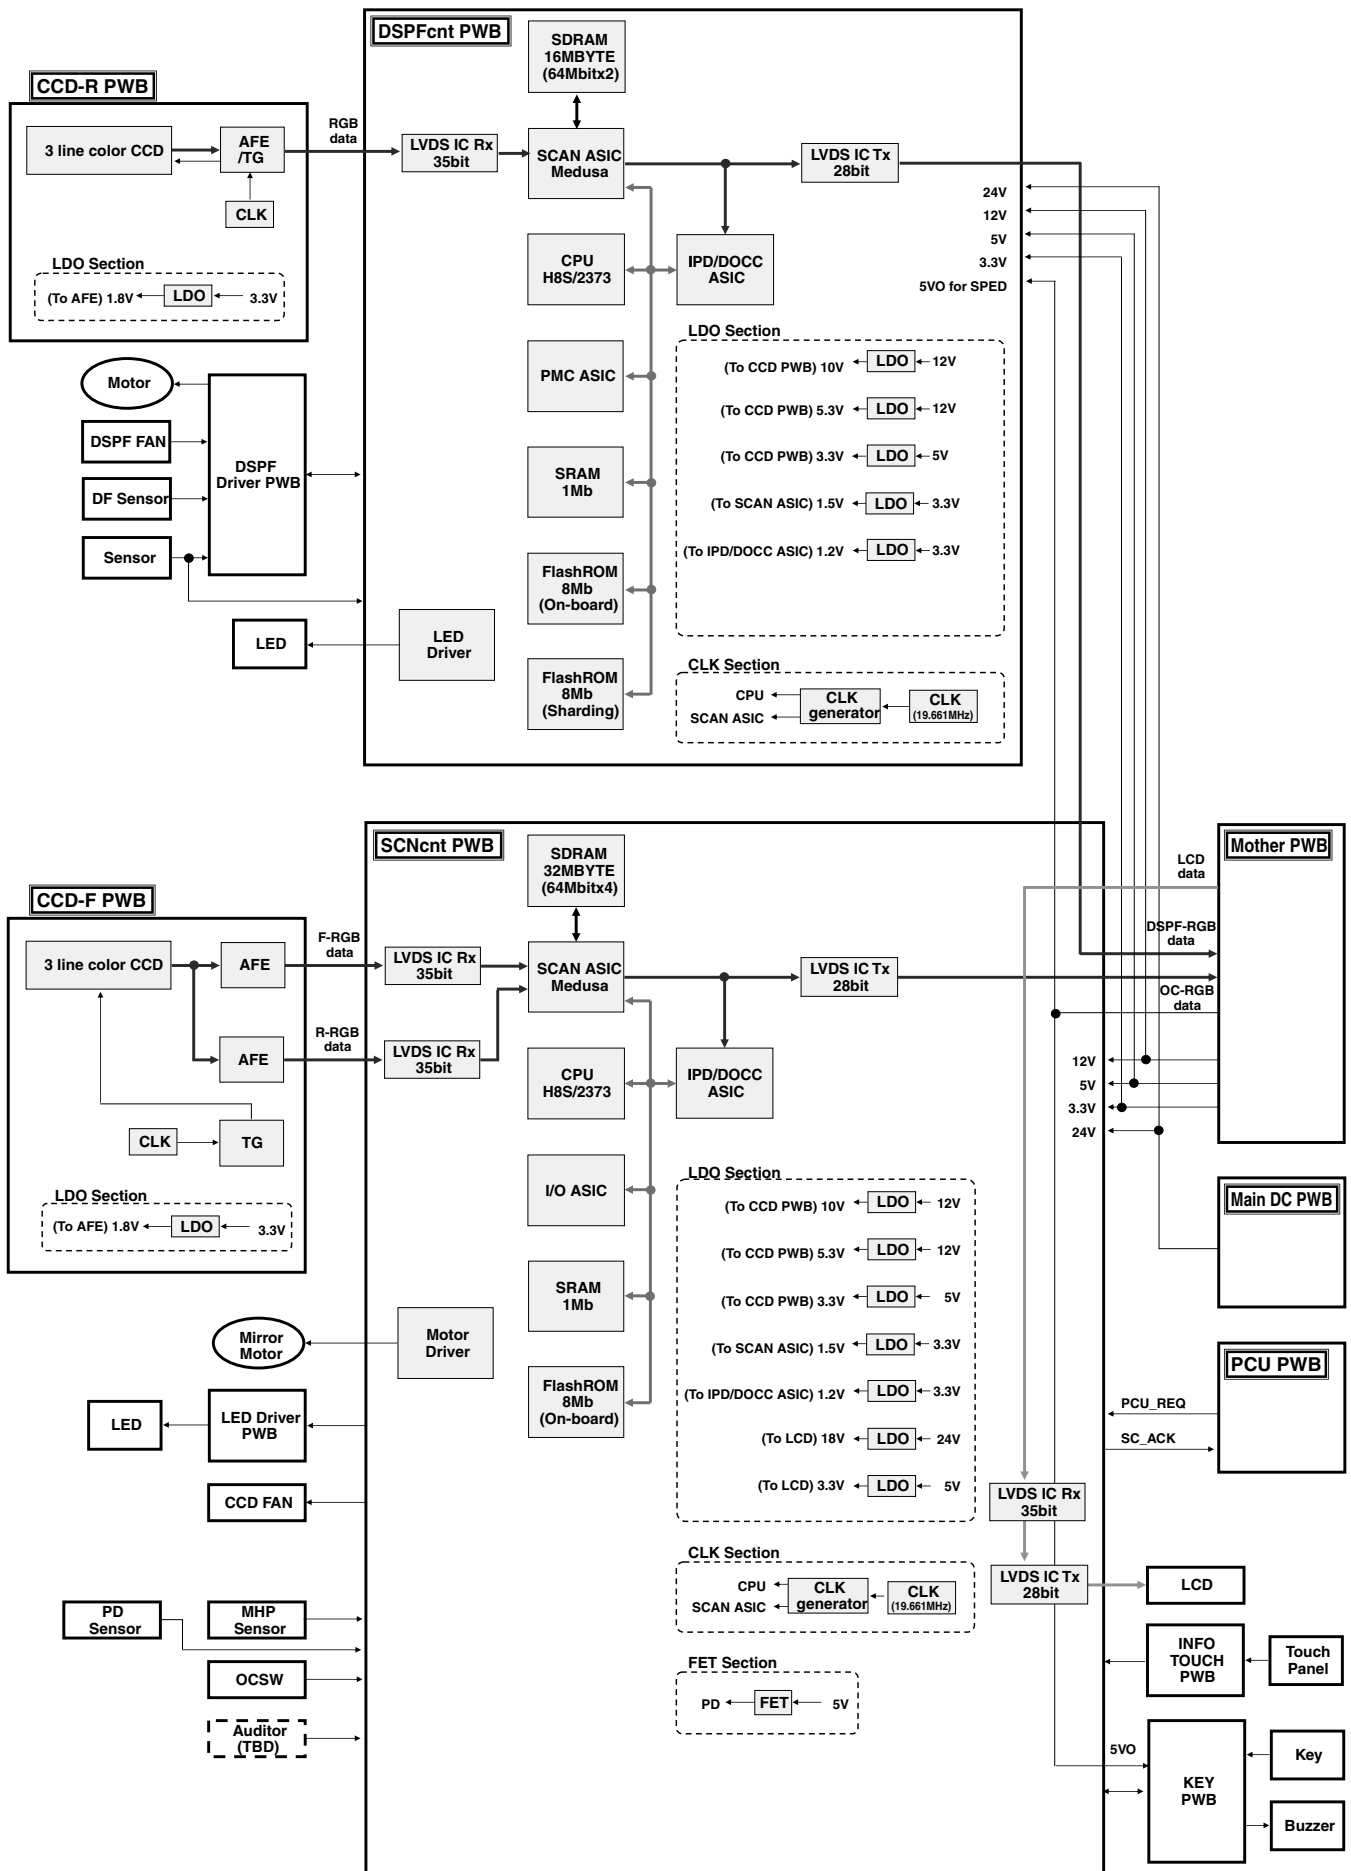 DSPFcnt PWB
SDRAM
16MBYTE
(64Mbitx2)
CCD-R PWB
3 line color CCD
AFE
/TG
CLK
RGB
data
LVDS IC Rx
35bit
SCAN ASIC
Medusa
LVDS IC Tx
28bit
24V
12V
5V
3.3V
5VO for SPED
LDO Section
(To AFE) 1.8V
LDO
3.3V
CPU
H8S/2373
IPD/DOCC
ASIC
PMC ASIC
SRAM
1Mb
FlashROM
8Mb
(On-board)
FlashROM
8Mb
(Sharding)
LDO Section
(To CCD PWB) 10V
LDO
12V
(To CCD PWB) 5.3V
LDO
12V
(To CCD PWB) 3.3V
LDO
5V
(To SCAN ASIC) 1.5V
LDO
3.3V
(To IPD/DOCC ASIC) 1.2V
LDO
3.3V
Motor
DSPF FAN
DF Sensor
Sensor
DSPF
Driver PWB
LED
LED
Driver
CLK Section
CPU
SCAN ASIC
CLK
generator
CLK
(19.661MHz)
SCNcnt PWB
SDRAM
32MBYTE
(64Mbitx4)
CCD-F PWB
3 line color CCD
AFE
AFE
CLK
TG
F-RGB
data
R-RGB
data
LVDS IC Rx
35bit
LVDS IC Rx
35bit
SCAN ASIC
Medusa
LVDS IC Tx
28bit
LDO Section
(To AFE) 1.8V
LDO
3.3V
CPU
H8S/2373
IPD/DOCC
ASIC
I/O ASIC
SRAM
1Mb
FlashROM
8Mb
(On-board)
Mother PWB
LCD
data
DSPF-RGB
data
OC-RGB
data
12V
5V
3.3V
24V
Main DC PWB
PCU PWB
PCU_REQ
SC_ACK
LDO Section
(To CCD PWB) 10V
LDO
12V
(To CCD PWB) 5.3V
LDO
12V
(To CCD PWB) 3.3V
LDO
5V
(To SCAN ASIC) 1.5V
LDO
3.3V
(To IPD/DOCC ASIC) 1.2V
LDO
3.3V
(To LCD) 18V
LDO
24V
(To LCD) 3.3V
LDO
5V
Mirror
Motor
Motor
Driver
LED
LED Driver
PWB
CCD FAN
PD
Sensor
MHP
Sensor
OCSW
Auditor
(TBD)
LVDS IC Rx
35bit
LVDS IC Tx
28bit
CLK Section
CPU
SCAN ASIC
CLK
generator
CLK
(19.661MHz)
FET Section
PD
FET
5V
LCD
INFO
TOUCH
PWB
Touch
Panel
5VO
KEY
PWB
Key
Buzzer